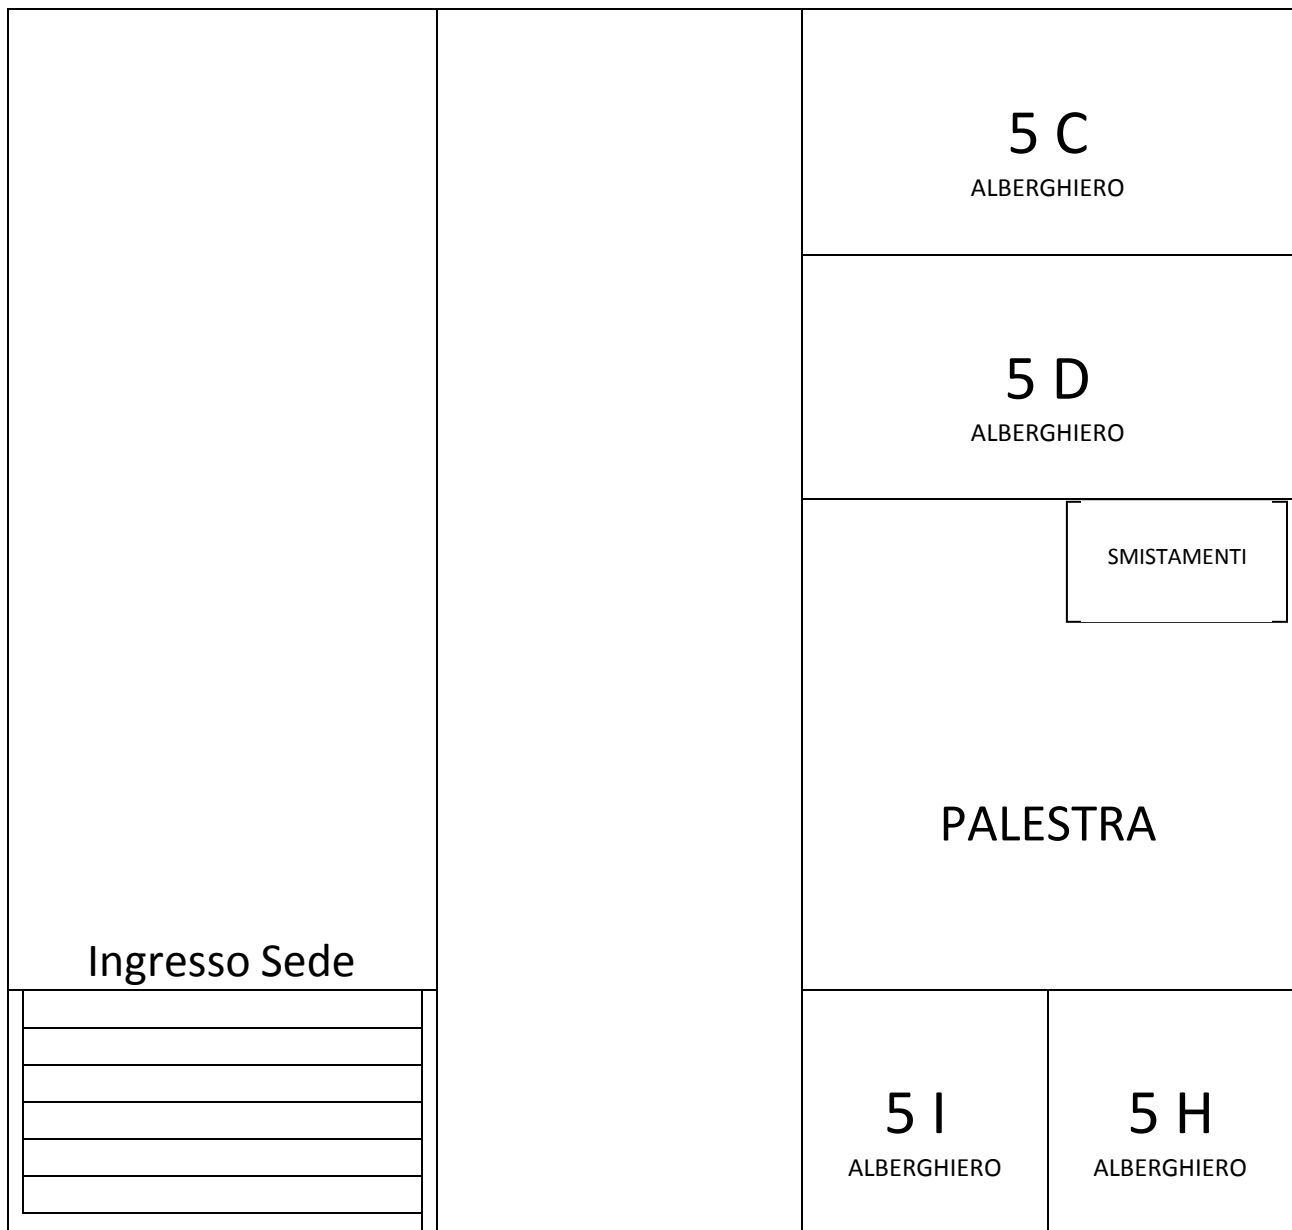 5 C
ALBERGHIERO
5 D
ALBERGHIERO
SMISTAMENTI
PALESTRA
Ingresso Sede
5 I
ALBERGHIERO
5 H
ALBERGHIERO